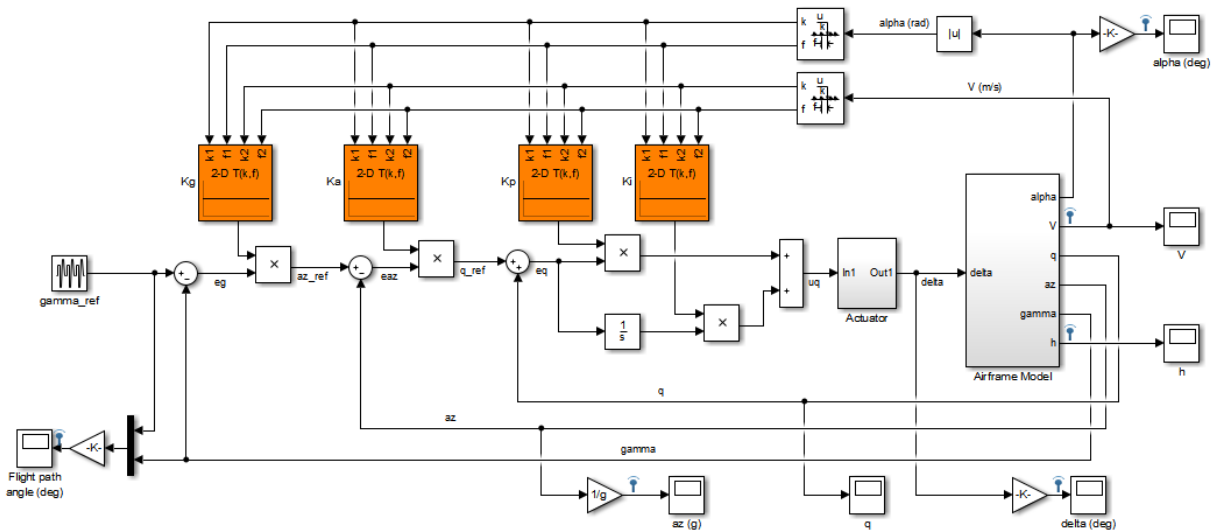 k
f
u
k
f
alpha (rad)
|u|
-K-
alpha (deg)
k
f
u
k
f
V (m/s)
k1
f1
k2
f2
2-D T(k,f)
Kg
k1
f1
k2
f2
2-D T(k,f)
Ka
k1
f1
k2
f2
2-D T(k,f)
Kp
k1
f1
k2
f2
2-D T(k,f)
Ki
gamma_ref
+
−
eg
×
az_ref
+
−
eaz
×
q_ref
+
+
eq
×
1
s
×
+
+
uq
In1
Out1
Actuator
delta
delta
alpha
V
q
az
gamma
h
Airframe Model
V
h
q
az
gamma
-K-
Flight path
angle (deg)
1/g
az (g)
q
-K-
delta (deg)